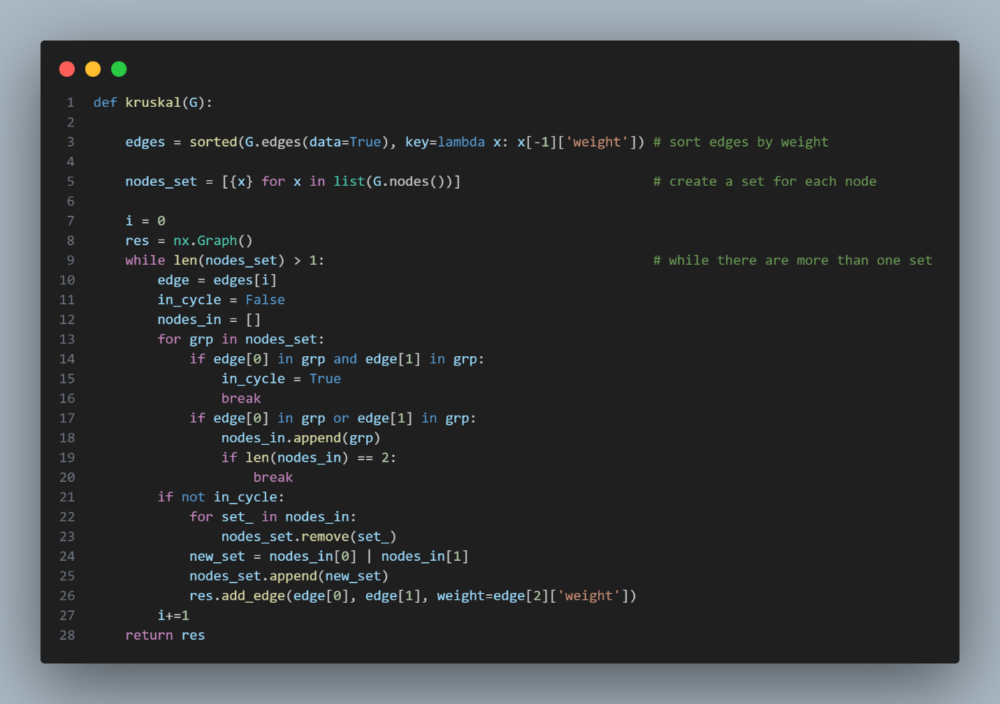 1 def kruskal(G):
2
3     edges = sorted(G.edges(data=True), key=lambda x: x[-1]['weight']) # sort edges by weight
4
5     nodes_set = [{x} for x in list(G.nodes())]                        # create a set for each node
6
7     i = 0
8     res = nx.Graph()
9     while len(nodes_set) > 1:                                         # while there are more than one set
10         edge = edges[i]
11         in_cycle = False
12         nodes_in = []
13         for grp in nodes_set:
14             if edge[0] in grp and edge[1] in grp:
15                 in_cycle = True
16                 break
17             if edge[0] in grp or edge[1] in grp:
18                 nodes_in.append(grp)
19                 if len(nodes_in) == 2:
20                     break
21         if not in_cycle:
22             for set_ in nodes_in:
23                 nodes_set.remove(set_)
24             new_set = nodes_in[0] | nodes_in[1]
25             nodes_set.append(new_set)
26             res.add_edge(edge[0], edge[1], weight=edge[2]['weight'])
27         i+=1
28     return res